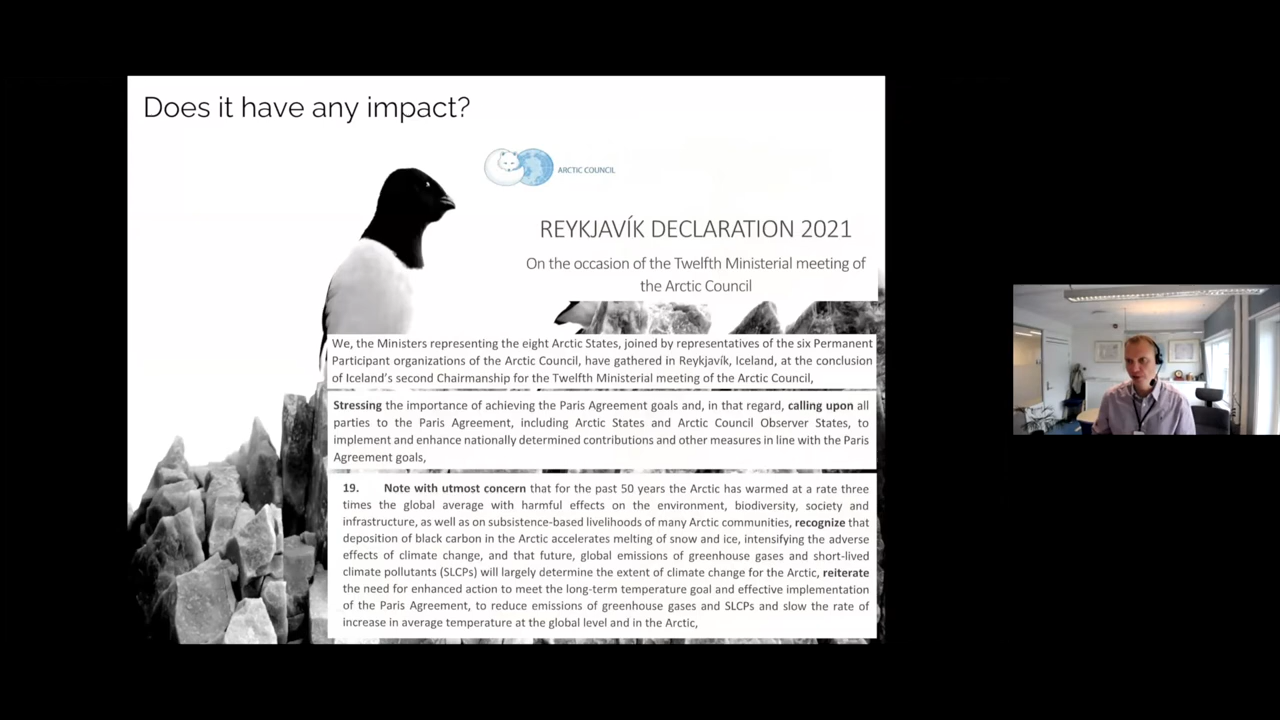 Does it have any impact?
ARCTIC COUNCIL
REYKJAVÍK DECLARATION 2021
On the occasion of the Twelfth Ministerial meeting of
the Arctic Council
We, the Ministers representing the eight Arctic States, joined by representatives of the six Permanent
Participant organizations of the Arctic Council, have gathered in Reykjavík, Iceland, at the conclusion
of Iceland's second Chairmanship for the Twelfth Ministerial meeting of the Arctic Council,
Stressing the importance of achieving the Paris Agreement goals and, in that regard, calling upon all
parties to the Paris Agreement, including Arctic States and Arctic Council Observer States, to
implement and enhance nationally determined contributions and other measures in line with the Paris
Agreement goals,
19. Note with utmost concern that for the past 50 years the Arctic has warmed at a rate three
times the global average with harmful effects on the environment, biodiversity, society and
infrastructure, as well as on subsistence-based livelihoods of many Arctic communities, recognize that
deposition of black carbon in the Arctic accelerates melting of snow and ice, intensifying the adverse
effects of climate change, and that future, global emissions of greenhouse gases and short-lived
climate pollutants (SLCPs) will largely determine the extent of climate change for the Arctic, reiterate
the need for enhanced action to meet the long-term temperature goal and effective implementation
of the Paris Agreement, to reduce emissions of greenhouse gases and SLCPs and slow the rate of
increase in average temperature at the global level and in the Arctic,